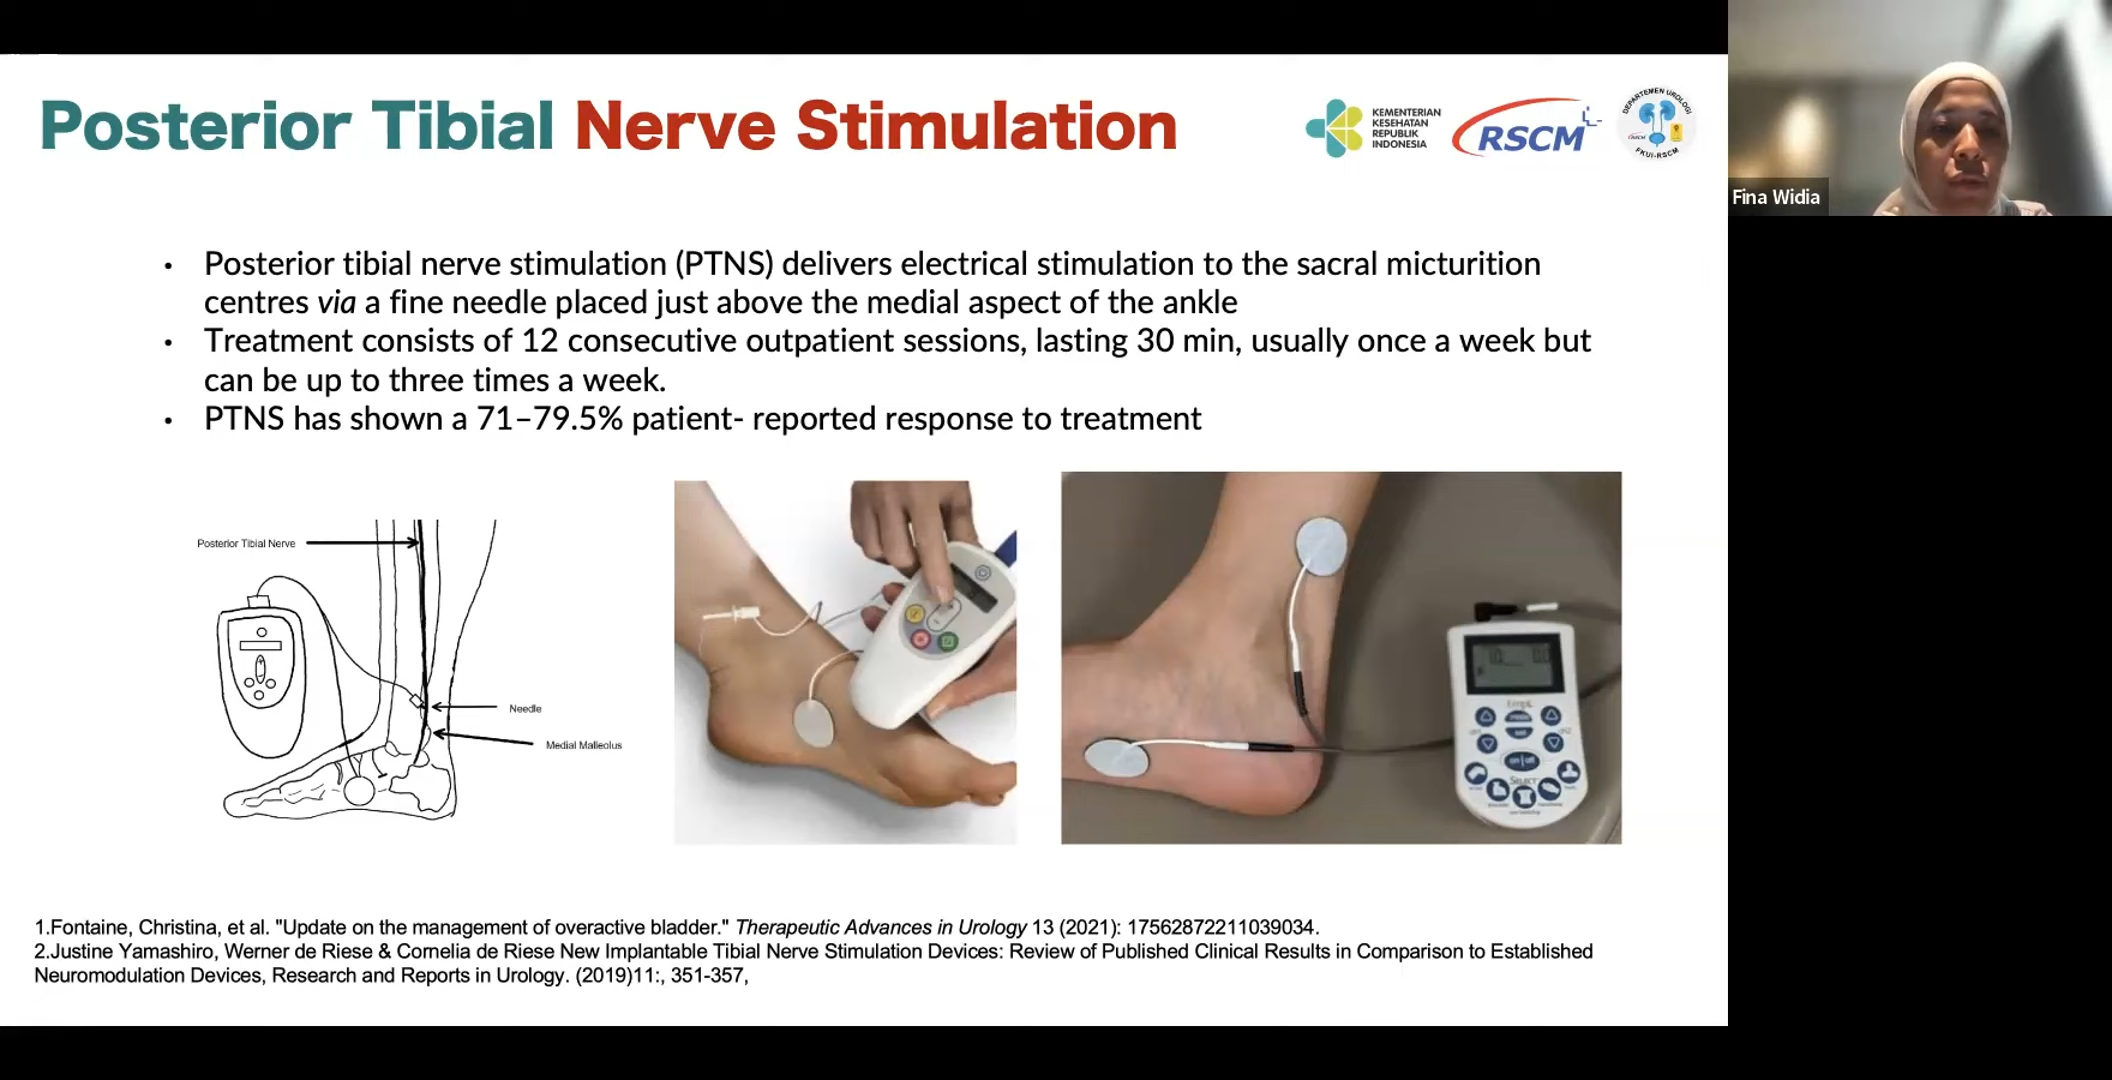 Posterior Tibial Nerve Stimulation
KEMENTERIAN
KESEHATAN
REPUBLIK
INDONESIA
RSCM
DEPARTEMEN UROLOGI
RSCM
FKUI-RSCM
Fina Widia
• Posterior tibial nerve stimulation (PTNS) delivers electrical stimulation to the sacral micturition
centres via a fine needle placed just above the medial aspect of the ankle
• Treatment consists of 12 consecutive outpatient sessions, lasting 30 min, usually once a week but
can be up to three times a week.
• PTNS has shown a 71–79.5% patient- reported response to treatment
Posterior Tibial Nerve
Needle
Medial Malleolus
SELECT
1.Fontaine, Christina, et al. "Update on the management of overactive bladder." Therapeutic Advances in Urology 13 (2021): 17562872211039034.
2.Justine Yamashiro, Werner de Riese & Cornelia de Riese New Implantable Tibial Nerve Stimulation Devices: Review of Published Clinical Results in Comparison to Established
Neuromodulation Devices, Research and Reports in Urology. (2019)11:, 351-357,